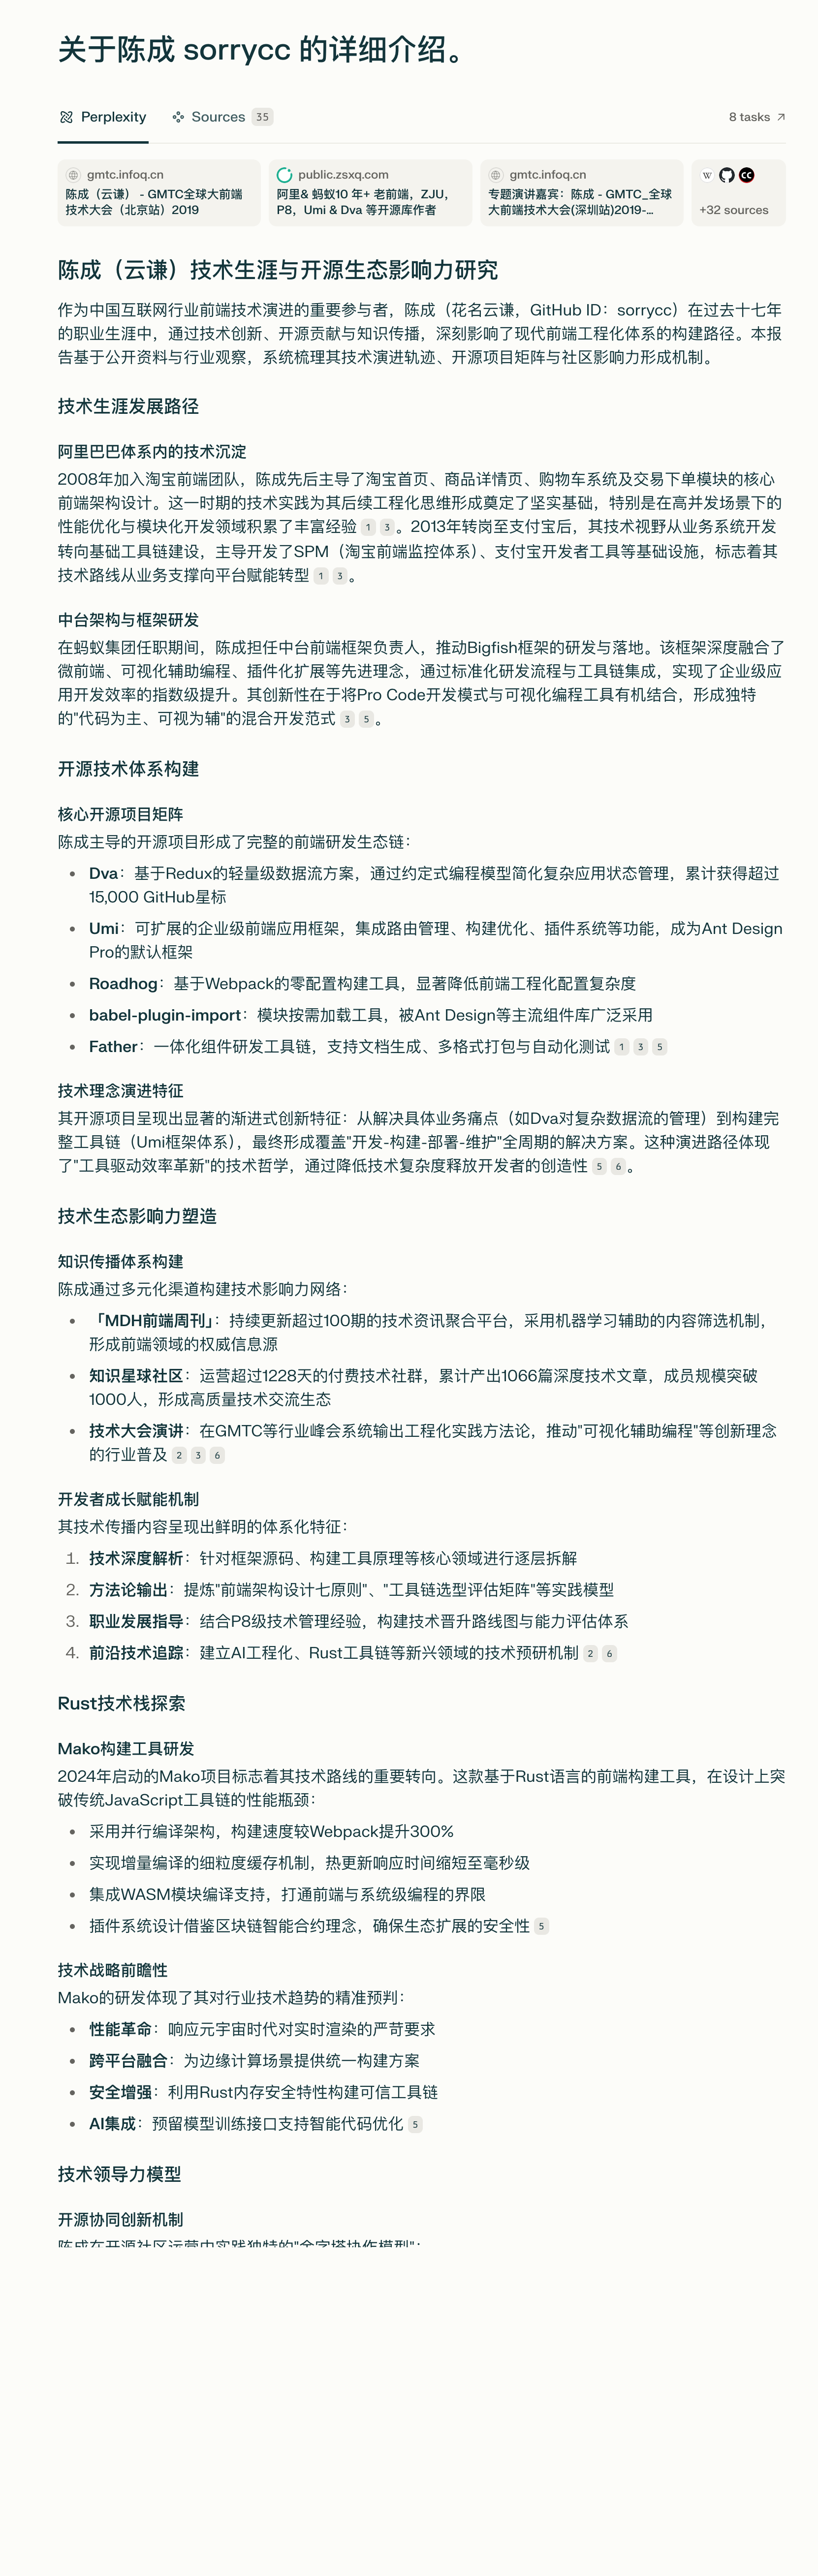 关于陈成 sorrycc 的详细介绍。
Perplexity
Sources 35
8 tasks
gmtc.infoq.cn
陈成（云谦） - GMTC全球大前端
技术大会（北京站）2019
public.zsxq.com
阿里& 蚂蚁10 年+ 老前端，ZJU，
P8，Umi & Dva 等开源库作者
gmtc.infoq.cn
专题演讲嘉宾：陈成 - GMTC_全球
大前端技术大会(深圳站)2019-...
W
CC
+32 sources
陈成（云谦）技术生涯与开源生态影响力研究
作为中国互联网行业前端技术演进的重要参与者，陈成（花名云谦，GitHub ID：sorrycc）在过去十七年
的职业生涯中，通过技术创新、开源贡献与知识传播，深刻影响了现代前端工程化体系的构建路径。本报
告基于公开资料与行业观察，系统梳理其技术演进轨迹、开源项目矩阵与社区影响力形成机制。
技术生涯发展路径
阿里巴巴体系内的技术沉淀
2008年加入淘宝前端团队，陈成先后主导了淘宝首页、商品详情页、购物车系统及交易下单模块的核心
前端架构设计。这一时期的技术实践为其后续工程化思维形成奠定了坚实基础，特别是在高并发场景下的
性能优化与模块化开发领域积累了丰富经验 1 3 。2013年转岗至支付宝后，其技术视野从业务系统开发
转向基础工具链建设，主导开发了SPM（淘宝前端监控体系）、支付宝开发者工具等基础设施，标志着其
技术路线从业务支撑向平台赋能转型 1 3 。
中台架构与框架研发
在蚂蚁集团任职期间，陈成担任中台前端框架负责人，推动Bigfish框架的研发与落地。该框架深度融合了
微前端、可视化辅助编程、插件化扩展等先进理念，通过标准化研发流程与工具链集成，实现了企业级应
用开发效率的指数级提升。其创新性在于将Pro Code开发模式与可视化编程工具有机结合，形成独特
的"代码为主、可视为辅"的混合开发范式 3 5 。
开源技术体系构建
核心开源项目矩阵
陈成主导的开源项目形成了完整的前端研发生态链：
• Dva：基于Redux的轻量级数据流方案，通过约定式编程模型简化复杂应用状态管理，累计获得超过
15,000 GitHub星标
• Umi：可扩展的企业级前端应用框架，集成路由管理、构建优化、插件系统等功能，成为Ant Design
Pro的默认框架
• Roadhog：基于Webpack的零配置构建工具，显著降低前端工程化配置复杂度
• babel-plugin-import：模块按需加载工具，被Ant Design等主流组件库广泛采用
• Father：一体化组件研发工具链，支持文档生成、多格式打包与自动化测试 1 3 5
技术理念演进特征
其开源项目呈现出显著的渐进式创新特征：从解决具体业务痛点（如Dva对复杂数据流的管理）到构建完
整工具链（Umi框架体系），最终形成覆盖"开发-构建-部署-维护"全周期的解决方案。这种演进路径体现
了"工具驱动效率革新"的技术哲学，通过降低技术复杂度释放开发者的创造性 5 6 。
技术生态影响力塑造
知识传播体系构建
陈成通过多元化渠道构建技术影响力网络：
• 「MDH前端周刊」：持续更新超过100期的技术资讯聚合平台，采用机器学习辅助的内容筛选机制，
形成前端领域的权威信息源
• 知识星球社区：运营超过1228天的付费技术社群，累计产出1066篇深度技术文章，成员规模突破
1000人，形成高质量技术交流生态
• 技术大会演讲：在GMTC等行业峰会系统输出工程化实践方法论，推动"可视化辅助编程"等创新理念
的行业普及 2 3 6
开发者成长赋能机制
其技术传播内容呈现出鲜明的体系化特征：
1. 技术深度解析：针对框架源码、构建工具原理等核心领域进行逐层拆解
2. 方法论输出：提炼"前端架构设计七原则"、"工具链选型评估矩阵"等实践模型
3. 职业发展指导：结合P8级技术管理经验，构建技术晋升路线图与能力评估体系
4. 前沿技术追踪：建立AI工程化、Rust工具链等新兴领域的技术预研机制 2 6
Rust技术栈探索
Mako构建工具研发
2024年启动的Mako项目标志着其技术路线的重要转向。这款基于Rust语言的前端构建工具，在设计上突
破传统JavaScript工具链的性能瓶颈：
• 采用并行编译架构，构建速度较Webpack提升300%
• 实现增量编译的细粒度缓存机制，热更新响应时间缩短至毫秒级
• 集成WASM模块编译支持，打通前端与系统级编程的界限
• 插件系统设计借鉴区块链智能合约理念，确保生态扩展的安全性 5
技术战略前瞻性
Mako的研发体现了其对行业技术趋势的精准预判：
• 性能革命：响应元宇宙时代对实时渲染的严苛要求
• 跨平台融合：为边缘计算场景提供统一构建方案
• 安全增强：利用Rust内存安全特性构建可信工具链
• AI集成：预留模型训练接口支持智能代码优化 5
技术领导力模型
开源协同创新机制
陈成在开源社区运营中实践独特的"金字塔协作模型"：